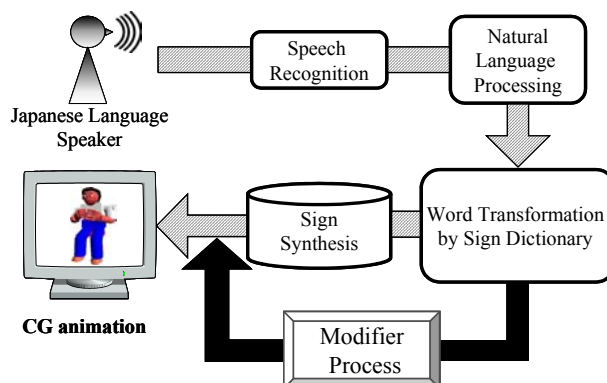 Speech
Recognition
Natural
Language
Processing
Japanese Language
Speaker
Sign
Synthesis
Word Transformation
by Sign Dictionary
CG animation
Modifier
Process